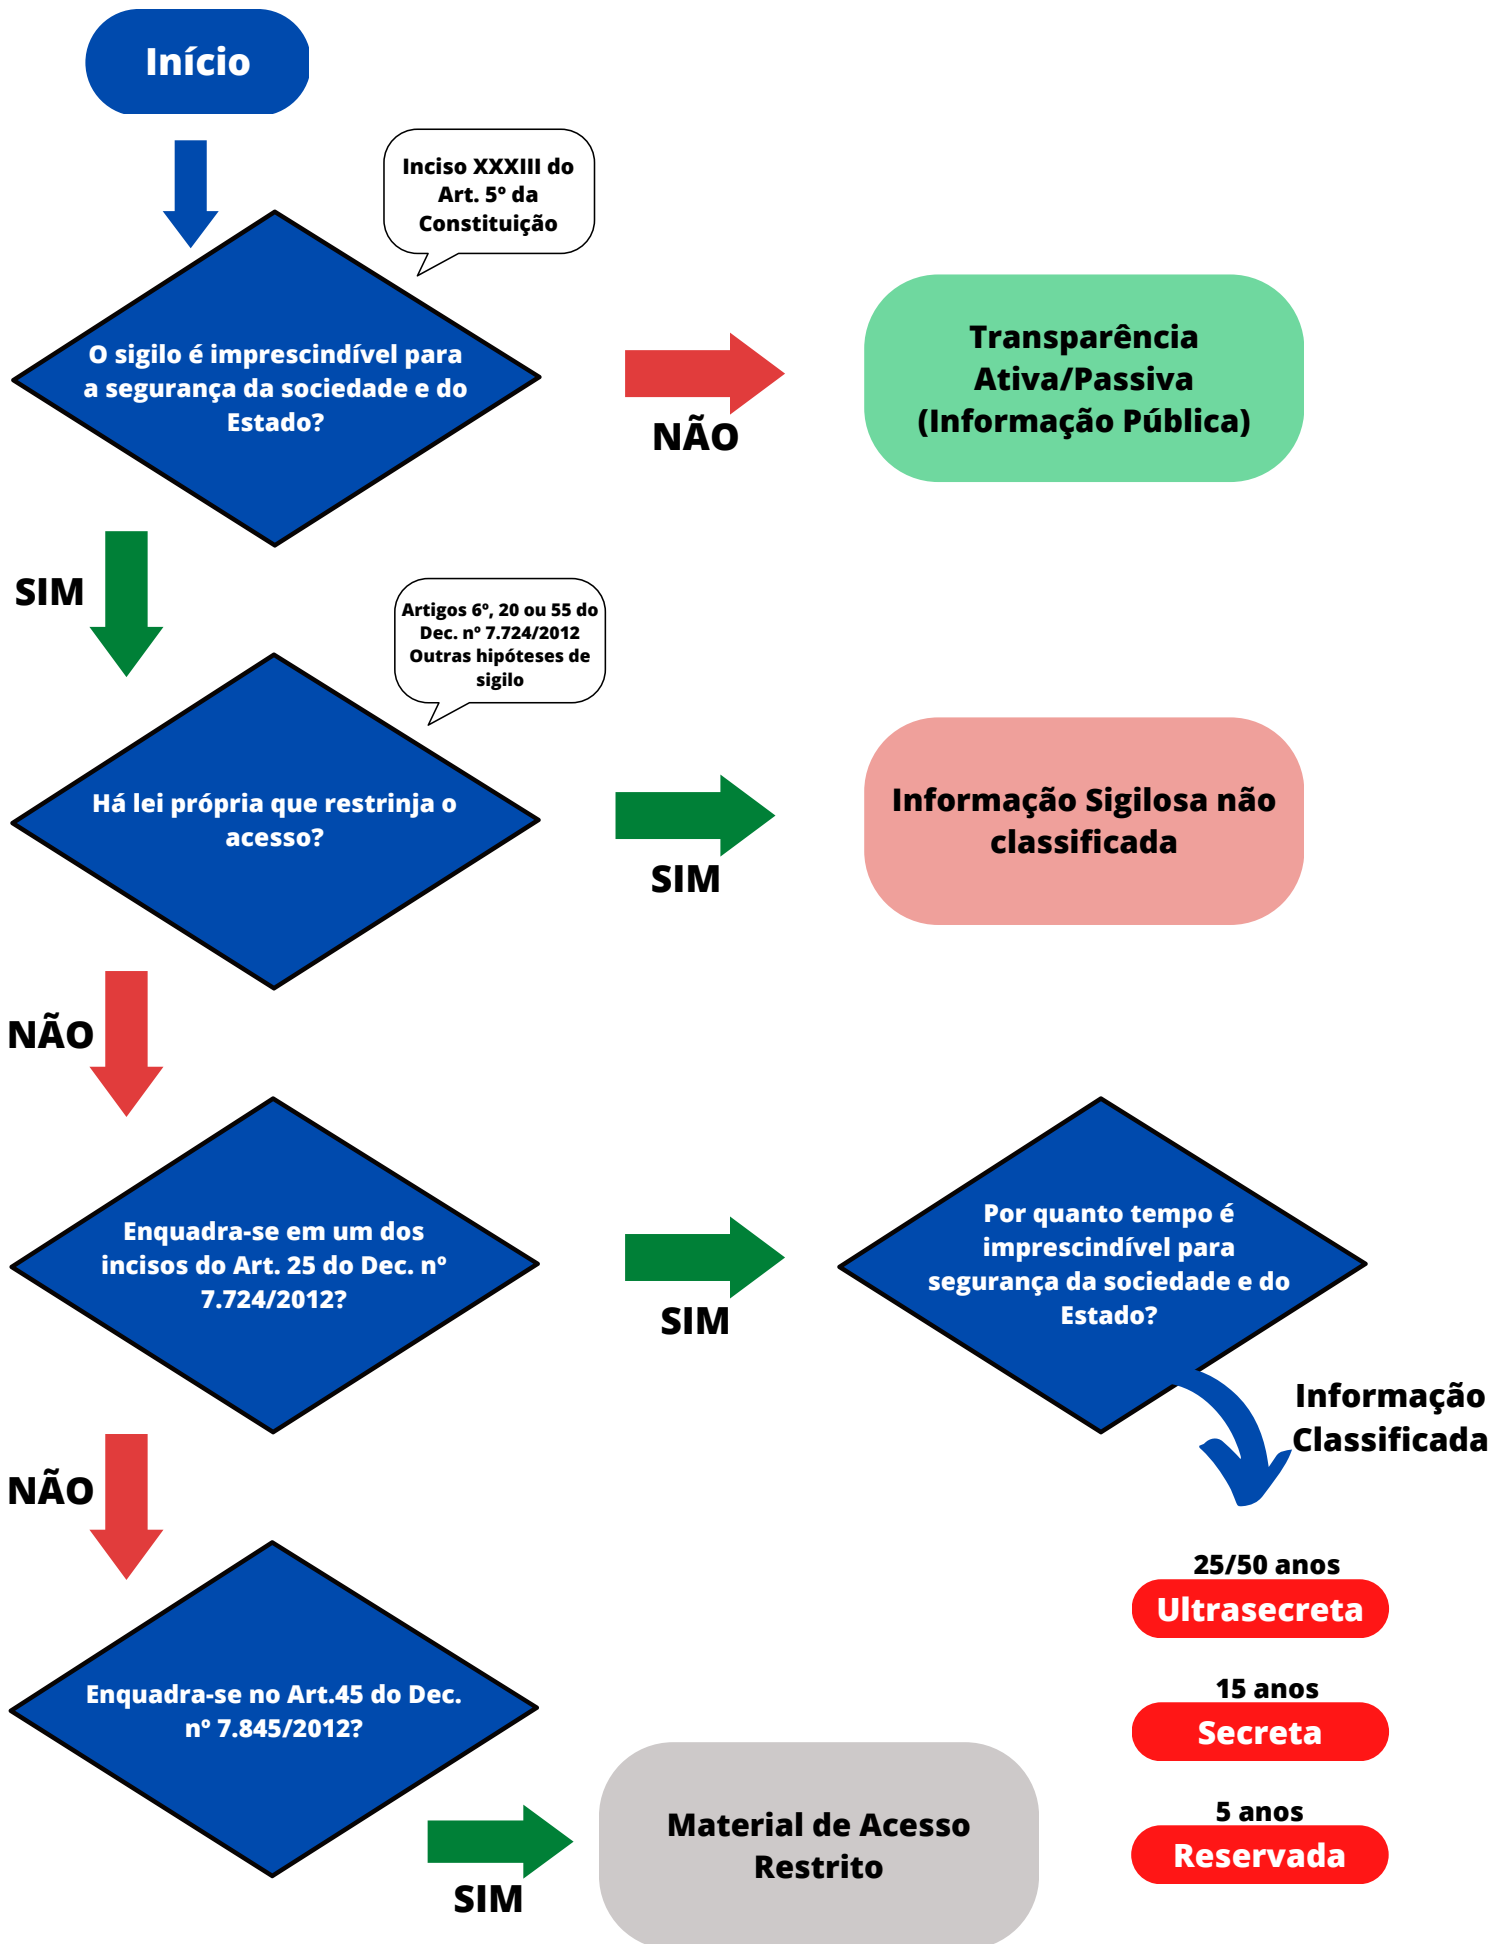 Início
Inciso XXXIII do
Art. 5º da
Constituição
O sigilo é imprescindível para
a segurança da sociedade e do
Estado?
NÃO
Transparência
Ativa/Passiva
(Informação Pública)
SIM
Artigos 6º, 20 ou 55 do
Dec. nº 7.724/2012
Outras hipóteses de
sigilo
Há lei própria que restrinja o
acesso?
SIM
Informação Sigilosa não
classificada
NÃO
Enquadra-se em um dos
incisos do Art. 25 do Dec. nº
7.724/2012?
SIM
Por quanto tempo é
imprescindível para
segurança da sociedade e do
Estado?
Informação
Classificada
25/50 anos
Ultrasecreta
15 anos
Secreta
5 anos
Reservada
NÃO
Enquadra-se no Art.45 do Dec.
nº 7.845/2012?
SIM
Material de Acesso
Restrito